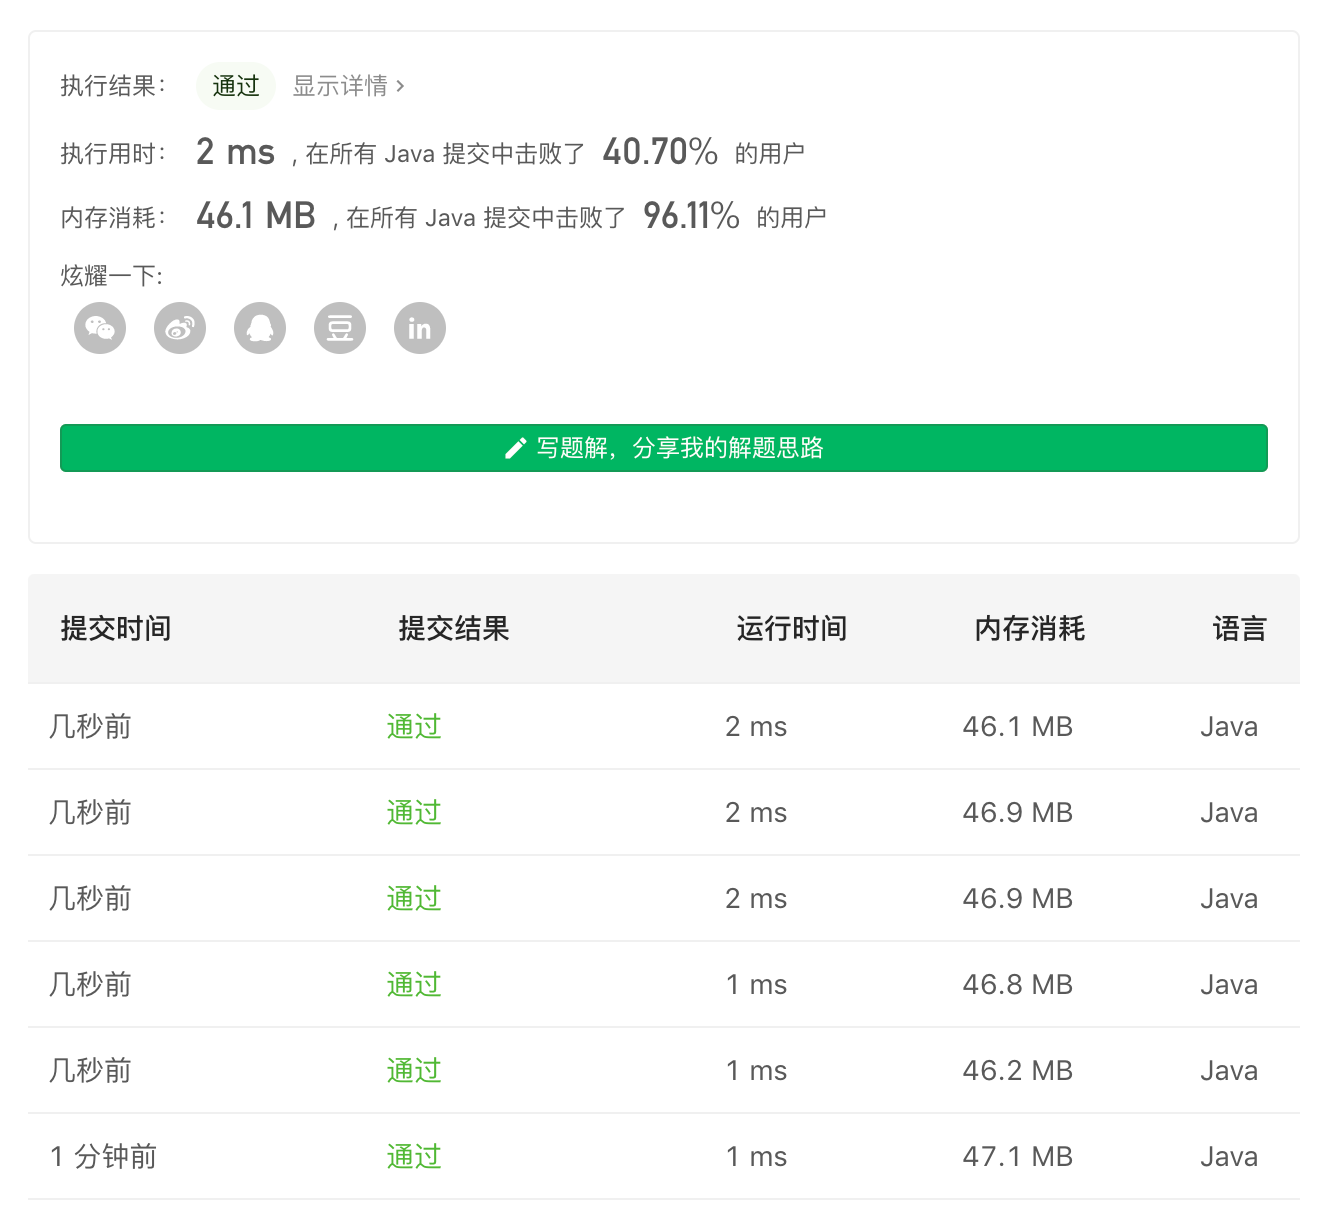 执行结果： 通过 显示详情 ›
执行用时： 2 ms , 在所有 Java 提交中击败了 40.70% 的用户
内存消耗： 46.1 MB , 在所有 Java 提交中击败了 96.11% 的用户
炫耀一下:
豆 in
写题解，分享我的解题思路
提交时间 提交结果 运行时间 内存消耗 语言
几秒前 通过 2 ms 46.1 MB Java
几秒前 通过 2 ms 46.9 MB Java
几秒前 通过 2 ms 46.9 MB Java
几秒前 通过 1 ms 46.8 MB Java
几秒前 通过 1 ms 46.2 MB Java
1 分钟前 通过 1 ms 47.1 MB Java